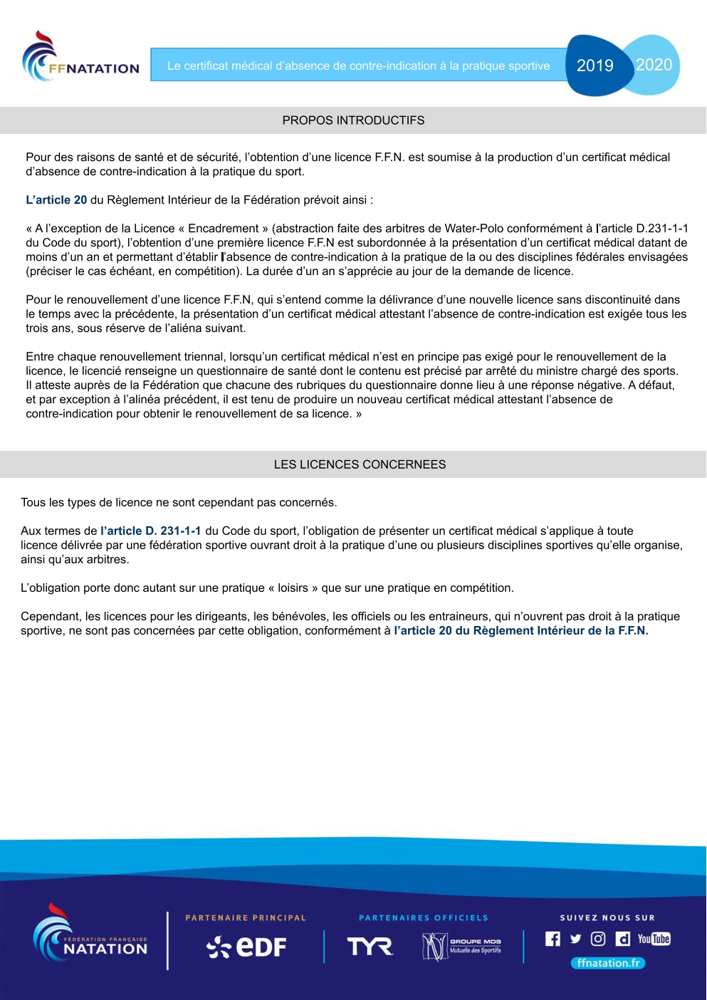 FFNATATION
Le certificat médical d’absence de contre-indication à la pratique sportive
2019
2020
PROPOS INTRODUCTIFS
Pour des raisons de santé et de sécurité, l’obtention d’une licence F.F.N. est soumise à la production d’un certificat médical
d’absence de contre-indication à la pratique du sport.
L’article 20 du Règlement Intérieur de la Fédération prévoit ainsi :
« A l’exception de la Licence « Encadrement » (abstraction faite des arbitres de Water-Polo conformément à l’article D.231-1-1
du Code du sport), l’obtention d’une première licence F.F.N est subordonnée à la présentation d’un certificat médical datant de
moins d’un an et permettant d’établir l’absence de contre-indication à la pratique de la ou des disciplines fédérales envisagées
(préciser le cas échéant, en compétition). La durée d’un an s’apprécie au jour de la demande de licence.
Pour le renouvellement d’une licence F.F.N, qui s’entend comme la délivrance d’une nouvelle licence sans discontinuité dans
le temps avec la précédente, la présentation d’un certificat médical attestant l’absence de contre-indication est exigée tous les
trois ans, sous réserve de l’aliéna suivant.
Entre chaque renouvellement triennal, lorsqu’un certificat médical n’est en principe pas exigé pour le renouvellement de la
licence, le licencié renseigne un questionnaire de santé dont le contenu est précisé par arrêté du ministre chargé des sports.
Il atteste auprès de la Fédération que chacune des rubriques du questionnaire donne lieu à une réponse négative. A défaut,
et par exception à l’alinéa précédent, il est tenu de produire un nouveau certificat médical attestant l’absence de
contre-indication pour obtenir le renouvellement de sa licence. »
LES LICENCES CONCERNEES
Tous les types de licence ne sont cependant pas concernés.
Aux termes de l’article D. 231-1-1 du Code du sport, l’obligation de présenter un certificat médical s’applique à toute
licence délivrée par une fédération sportive ouvrant droit à la pratique d’une ou plusieurs disciplines sportives qu’elle organise,
ainsi qu’aux arbitres.
L’obligation porte donc autant sur une pratique « loisirs » que sur une pratique en compétition.
Cependant, les licences pour les dirigeants, les bénévoles, les officiels ou les entraineurs, qui n’ouvrent pas droit à la pratique
sportive, ne sont pas concernées par cette obligation, conformément à l’article 20 du Règlement Intérieur de la F.F.N.
FÉDÉRATION FRANÇAISE
NATATION
PARTENAIRE PRINCIPAL
eDF
PARTENAIRES OFFICIELS
TYR
GROUPE MDS
Mutuelle des Sportifs
SUIVEZ NOUS SUR
YouTube
ffnatation.fr